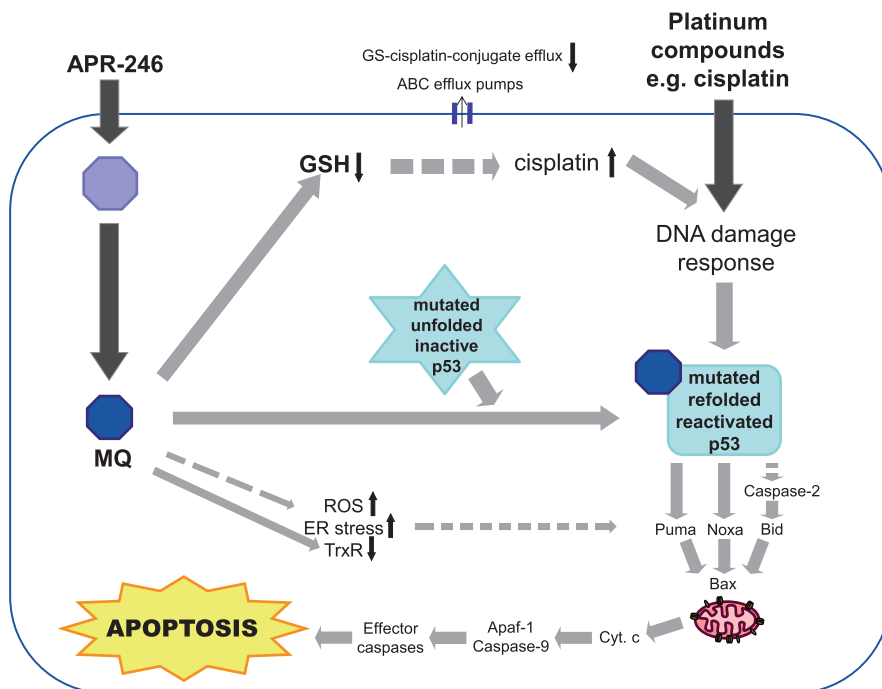 APR-246
GS-cisplatin-conjugate efflux
ABC efflux pumps
Platinum
compounds
e.g. cisplatin
GSH
cisplatin
DNA damage
response
mutated
unfolded
inactive
p53
mutated
refolded
reactivated
p53
MQ
ROS
ER stress
TrxR
Caspase-2
Puma
Noxa
Bid
Bax
APOPTOSIS
Effector
caspases
Apaf-1
Caspase-9
Cyt. c